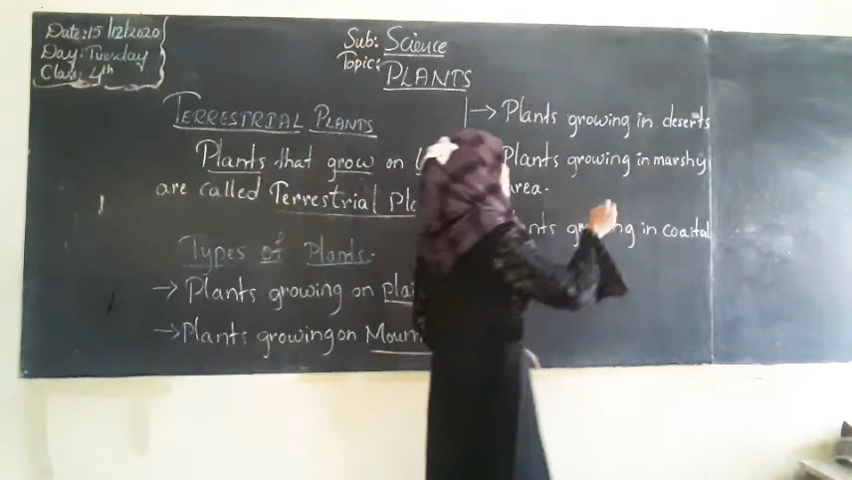 Date: 15/12/2020
Day: Tuesday
Class: 4th
Sub: Science
Topic: PLANTS
TERRESTRIAL PLANTS
Plants that grow on
are called Terrestrial
Types of Plants.
→ Plants growing on
→ Plants growing on
→ Plants growing in deserts
Plants growing in marshy
area.
growing in coastal